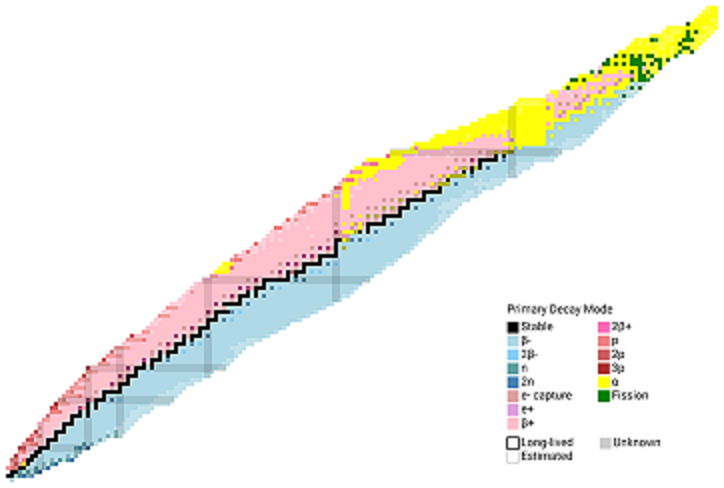 Primary Decay Mode
Stable
β-
2β-
n
2n
e- capture
e+
β+
2β+
p
2p
3p
α
Fission
Long-lived
Estimated
Unknown